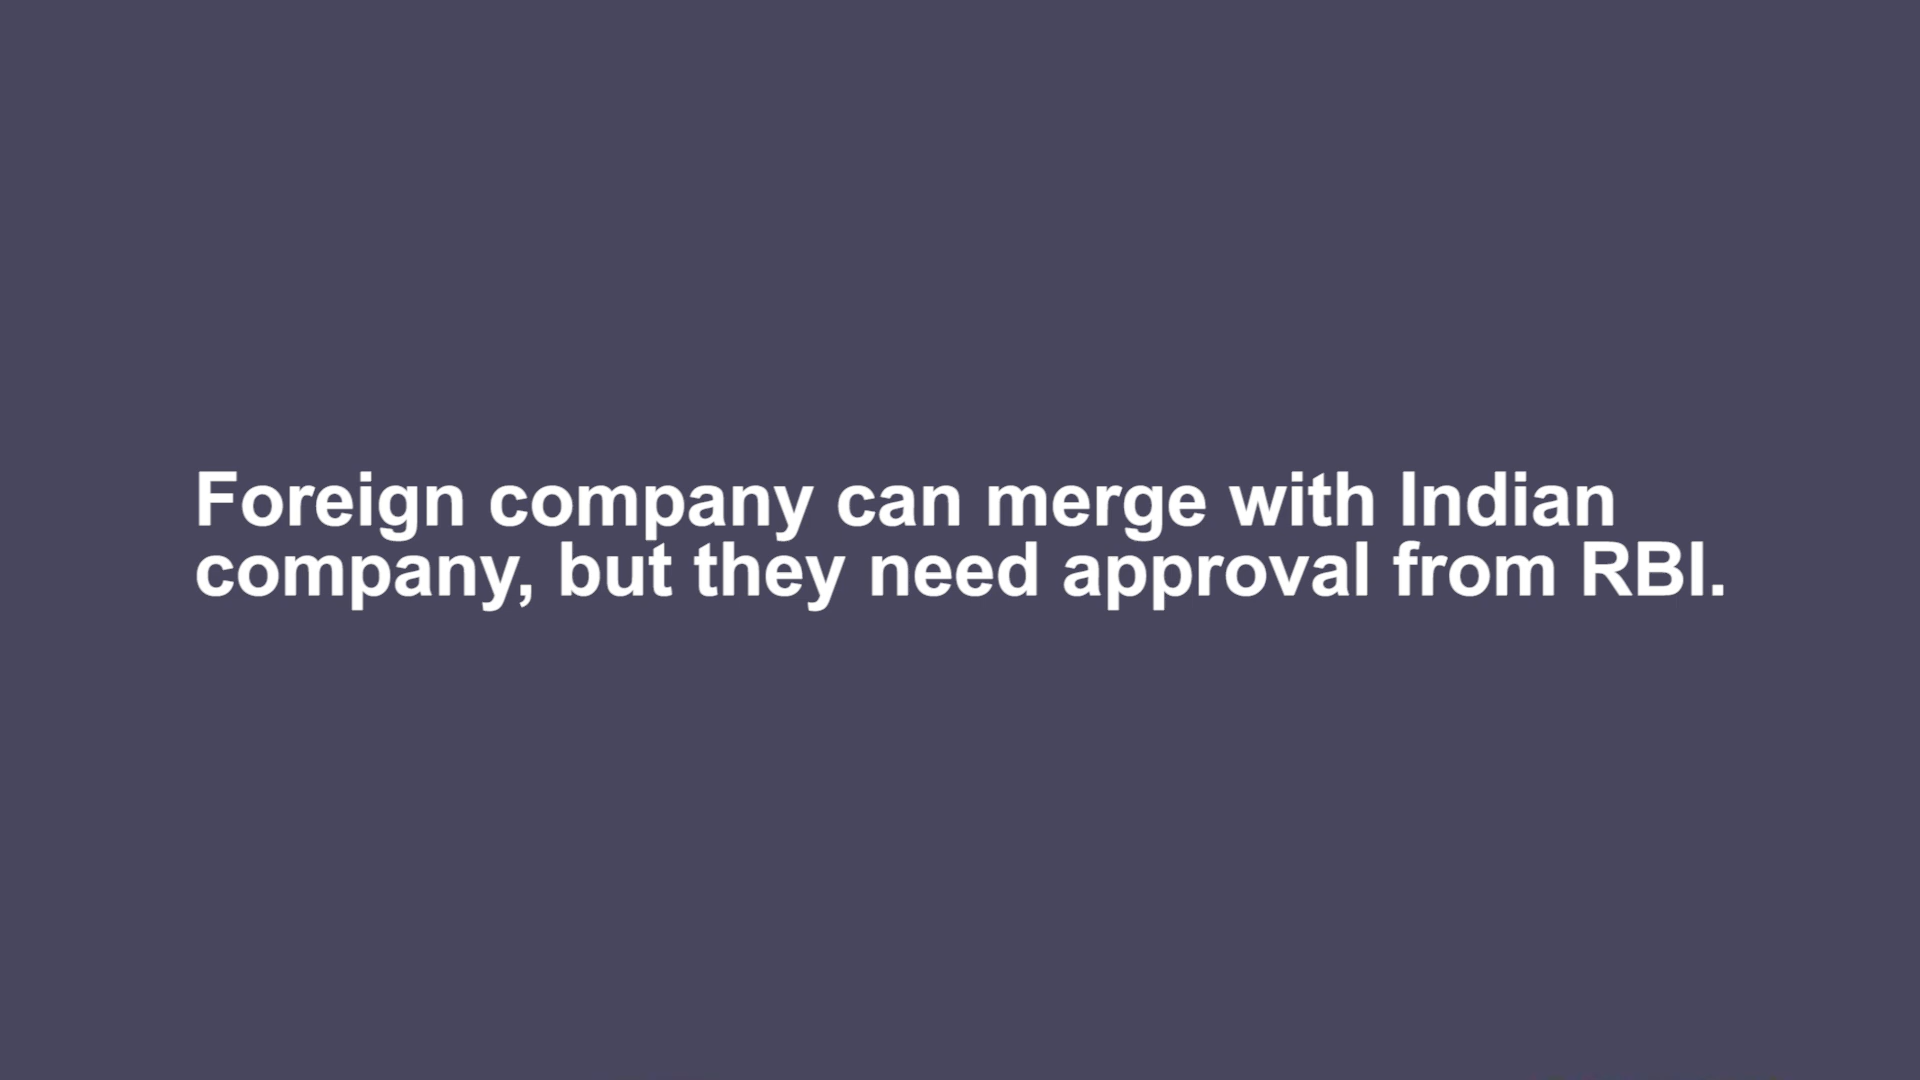 Foreign company can merge with Indian
company, but they need approval from RBI.